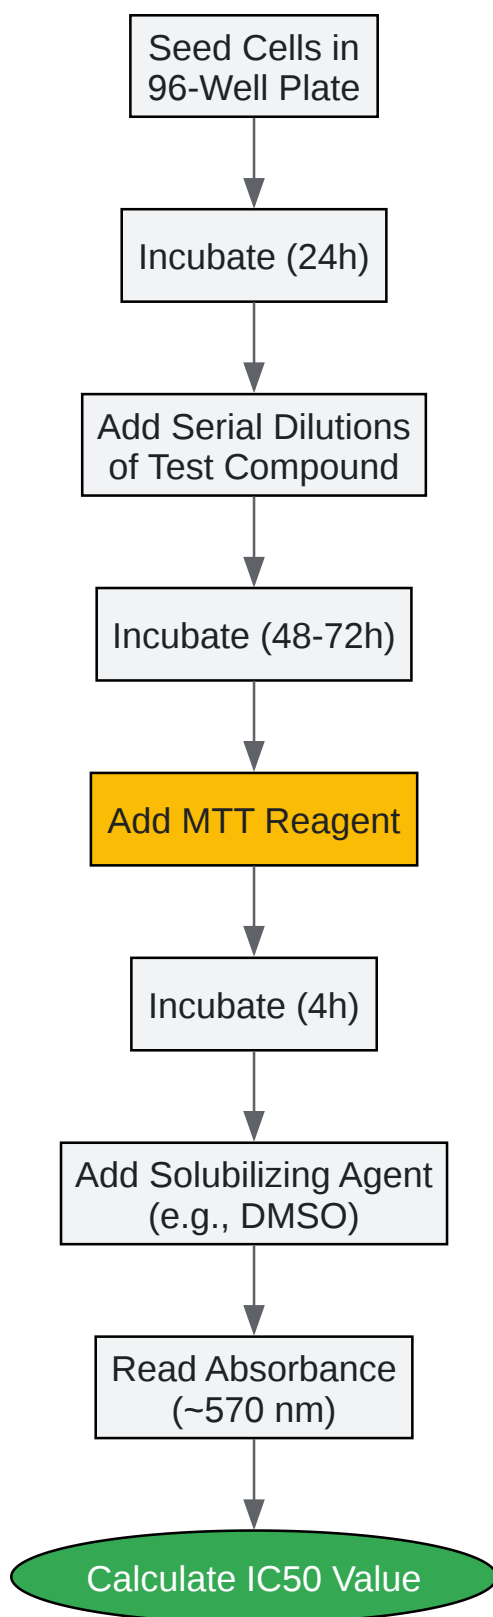 Seed Cells in
96-Well Plate
Incubate (24h)
Add Serial Dilutions
of Test Compound
Incubate (48-72h)
Add MTT Reagent
Incubate (4h)
Add Solubilizing Agent
(e.g., DMSO)
Read Absorbance
(~570 nm)
Calculate IC50 Value